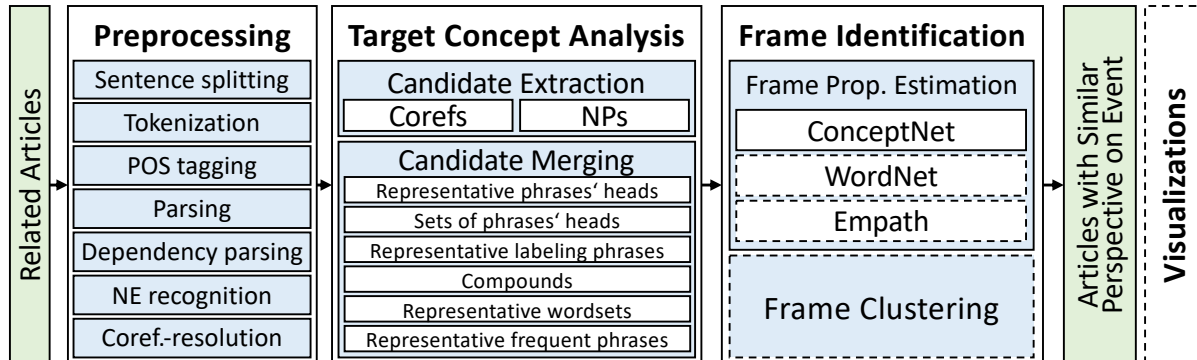 Related Articles
Preprocessing
Sentence splitting
Tokenization
POS tagging
Parsing
Dependency parsing
NE recognition
Coref.-resolution
Target Concept Analysis
Candidate Extraction
Corefs
NPs
Candidate Merging
Representative phrases‘ heads
Sets of phrases‘ heads
Representative labeling phrases
Compounds
Representative wordsets
Representative frequent phrases
Frame Identification
Frame Prop. Estimation
ConceptNet
WordNet
Empath
Frame Clustering
Articles with Similar
Perspective on Event
Visualizations